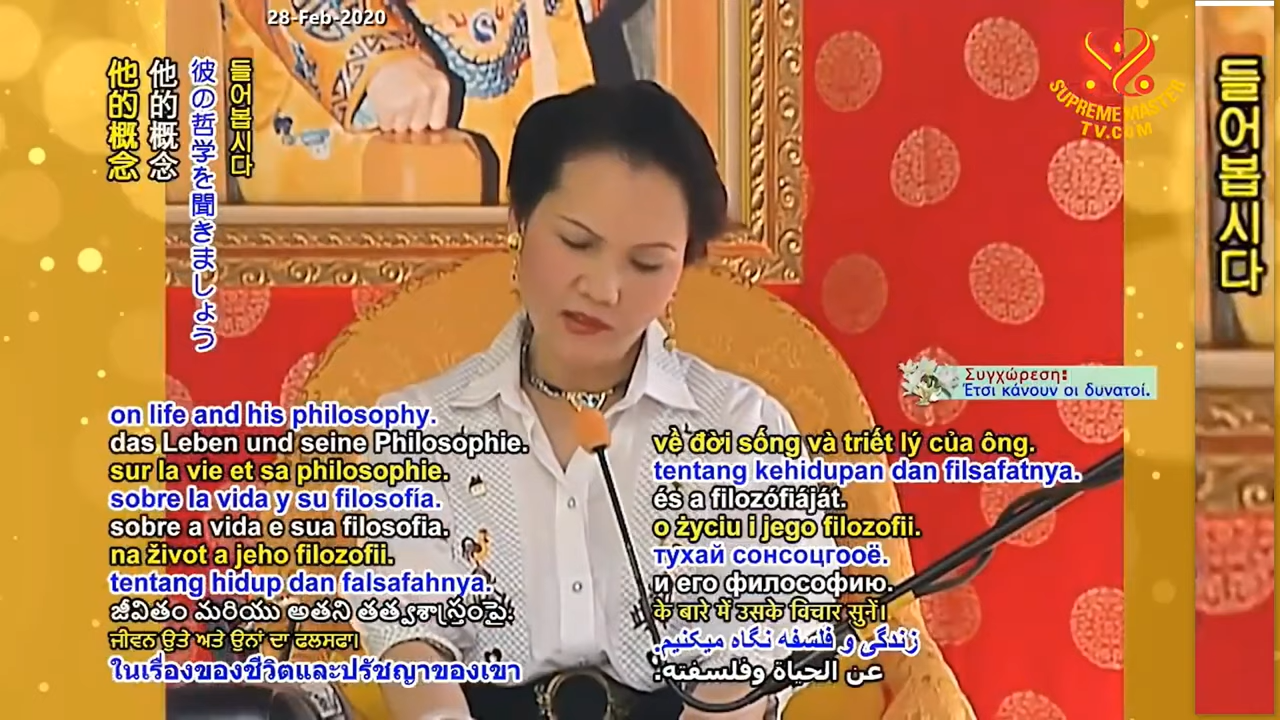 28-Feb-2020
SUPREME MASTER
TV.COM
들어봅시다
彼の哲学を聞きましょう
他的概念
他的概念
들어봅시다
Συγχώρεση:
Έτσι κάνουν οι δυνατοί.
on life and his philosophy.
das Leben und seine Philosophie.
sur la vie et sa philosophie.
sobre la vida y su filosofía.
sobre a vida e sua filosofia.
na život a jeho filozofii.
tentang hidup dan falsafahnya.
జీవితం మరియు అతని తత్వశాస్త్రంపై.
ਜੀਵਨ ਉਤੇ ਅਤੇ ਉਨਾਂ ਦਾ ਫਲਸਫਾ।
ในเรื่องของชีวิตและปรัชญาของเขา
về đời sống và triết lý của ông.
tentang kehidupan dan filsafatnya.
és a filozófiáját.
o życiu i jego filozofii.
тухай сонсоцгооё.
и его философию.
के बारे में उसके विचार सुनें।
زندگی و فلسفه نگاه میکنیم.
عن الحياة وفلسفته: